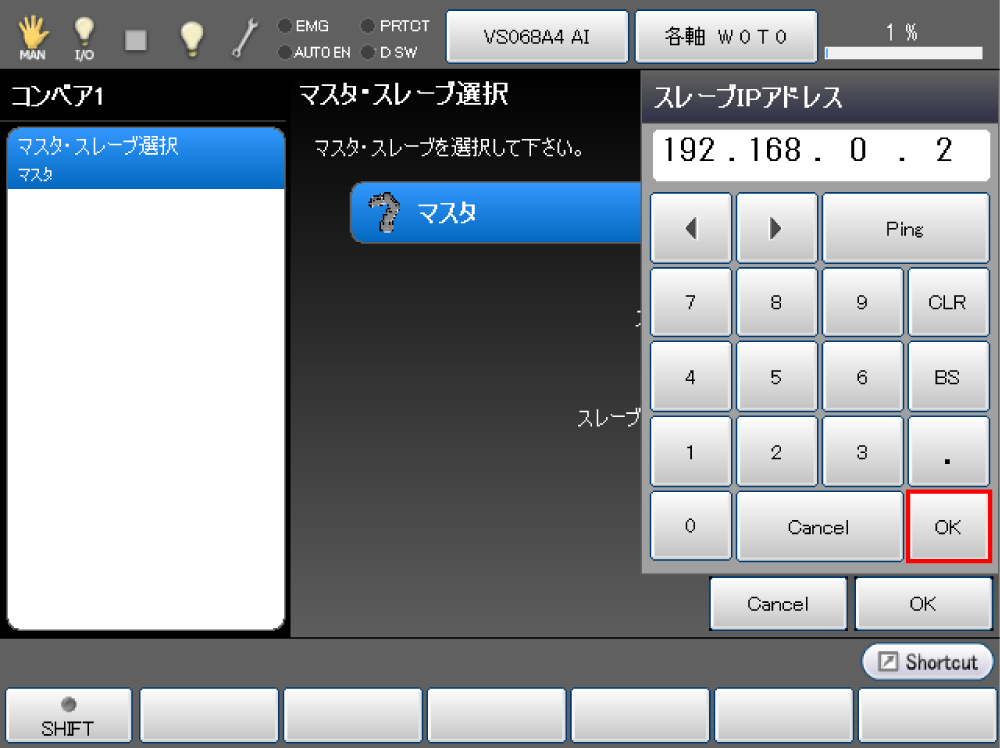 MAN
I/O
EMG
PRTCT
AUTO EN
D SW
VS068A4 AI
各軸 W0T0
1 %
コンベア1
マスタ・スレーブ選択
スレーブIPアドレス
マスタ・スレーブ選択
マスタ
マスタ・スレーブを選択して下さい。
192 . 168 . 0 . 2
マスタ
Ping
7
8
9
CLR
4
5
6
BS
スレーブ
1
2
3
.
0
Cancel
OK
Cancel
OK
Shortcut
SHIFT